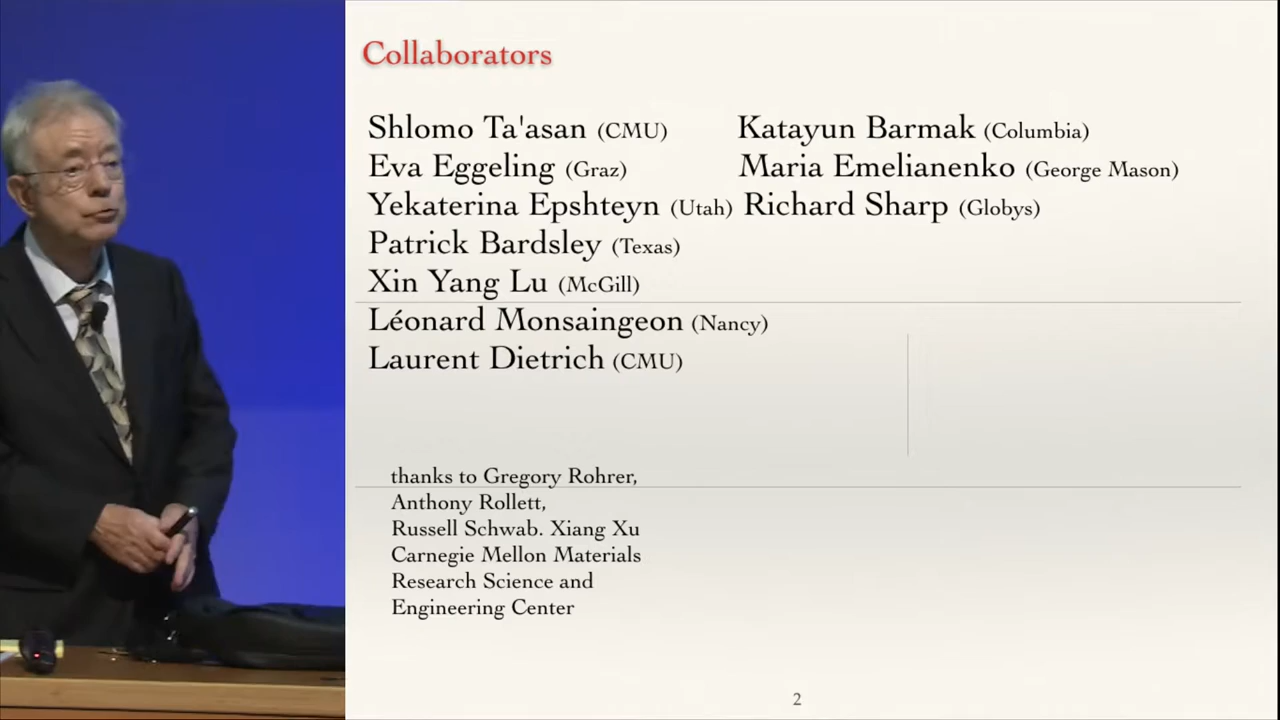 Collaborators
Shlomo Ta'asan (CMU) Katayun Barmak (Columbia)
Eva Eggeling (Graz) Maria Emelianenko (George Mason)
Yekaterina Epshteyn (Utah) Richard Sharp (Globys)
Patrick Bardsley (Texas)
Xin Yang Lu (McGill)
Léonard Monsaingeon (Nancy)
Laurent Dietrich (CMU)
thanks to Gregory Rohrer,
Anthony Rollett,
Russell Schwab. Xiang Xu
Carnegie Mellon Materials
Research Science and
Engineering Center
2